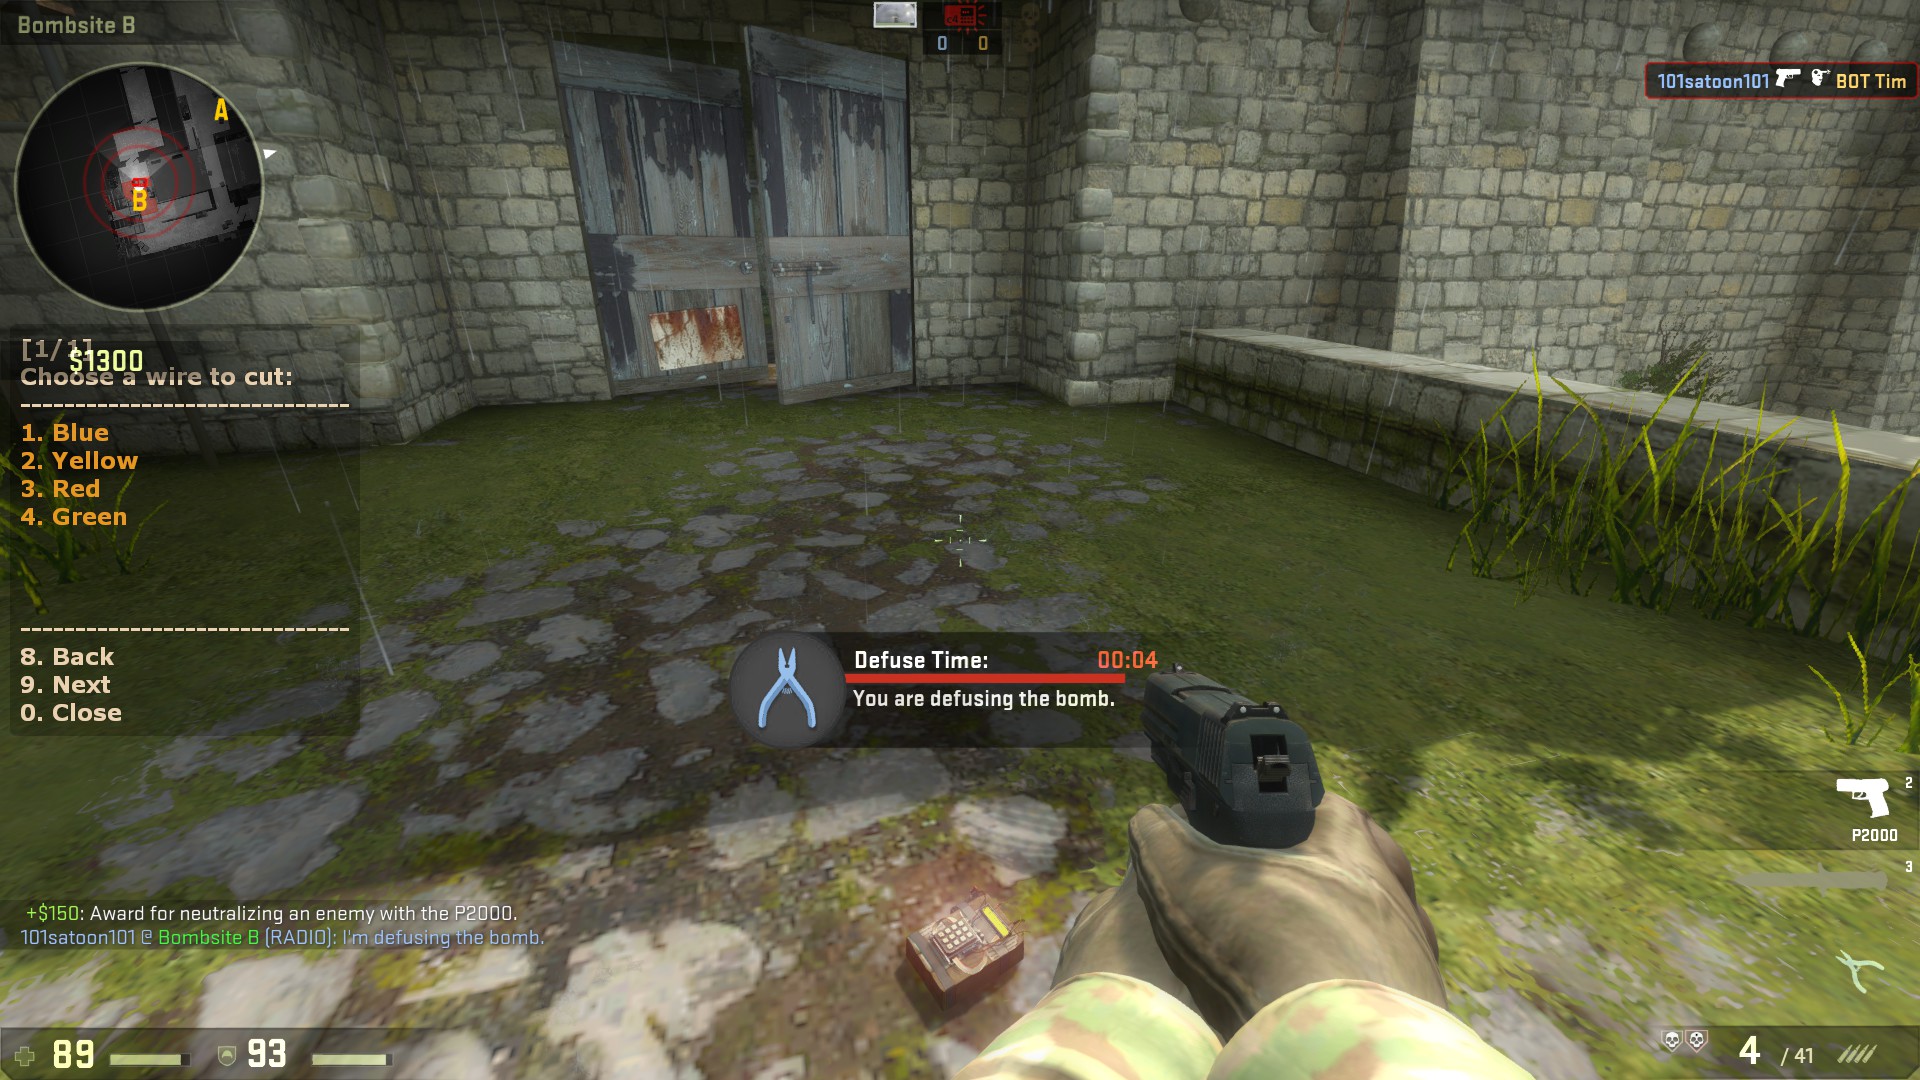 Bombsite B
0 0
101satoon101 BOT Tim
A
B
[1/1]
$1300
Choose a wire to cut:
------------------------------
1. Blue
2. Yellow
3. Red
4. Green
------------------------------
8. Back
9. Next
0. Close
Defuse Time: 00:04
You are defusing the bomb.
2
P2000
3
+$150: Award for neutralizing an enemy with the P2000.
101satoon101 @ Bombsite B (RADIO): I'm defusing the bomb.
89 93
4 / 41